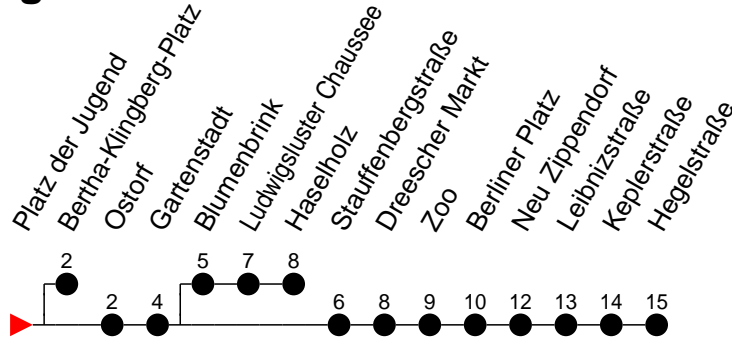 Platz der Jugend
Bertha-Klingberg-Platz
Ostorf
Gartenstadt
Blumenbrink
Ludwigsluster Chaussee
Haselholz
Stauffenbergstraße
Dreescher Markt
Zoo
Berliner Platz
Neu Zippendorf
Leibnizstraße
Keplerstraße
Hegelstraße
2 5 7 8
2 4 6 8 9 10 12 13 14 15